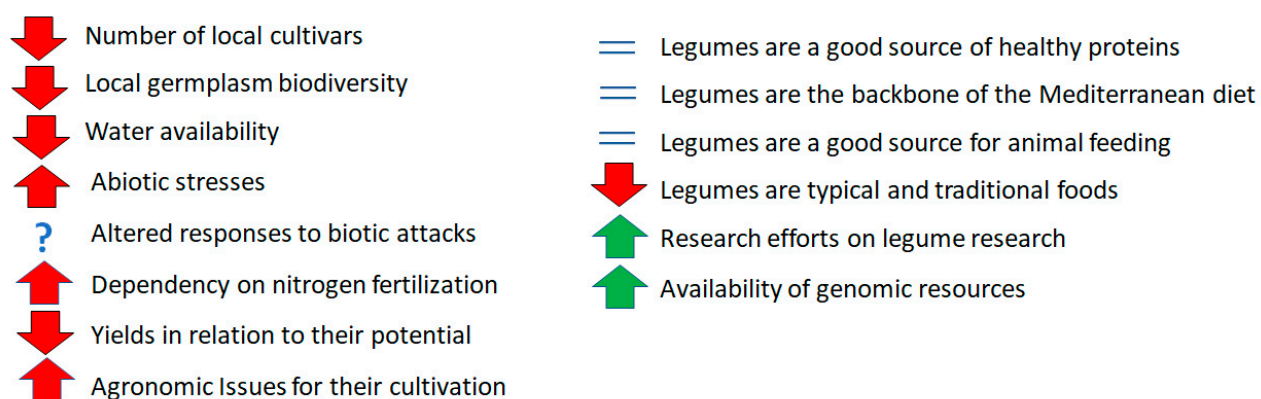 Number of local cultivars
Local germplasm biodiversity
Water availability
Abiotic stresses
? Altered responses to biotic attacks
Dependency on nitrogen fertilization
Yields in relation to their potential
Agronomic Issues for their cultivation
= Legumes are a good source of healthy proteins
= Legumes are the backbone of the Mediterranean diet
= Legumes are a good source for animal feeding
Legumes are typical and traditional foods
Research efforts on legume research
Availability of genomic resources